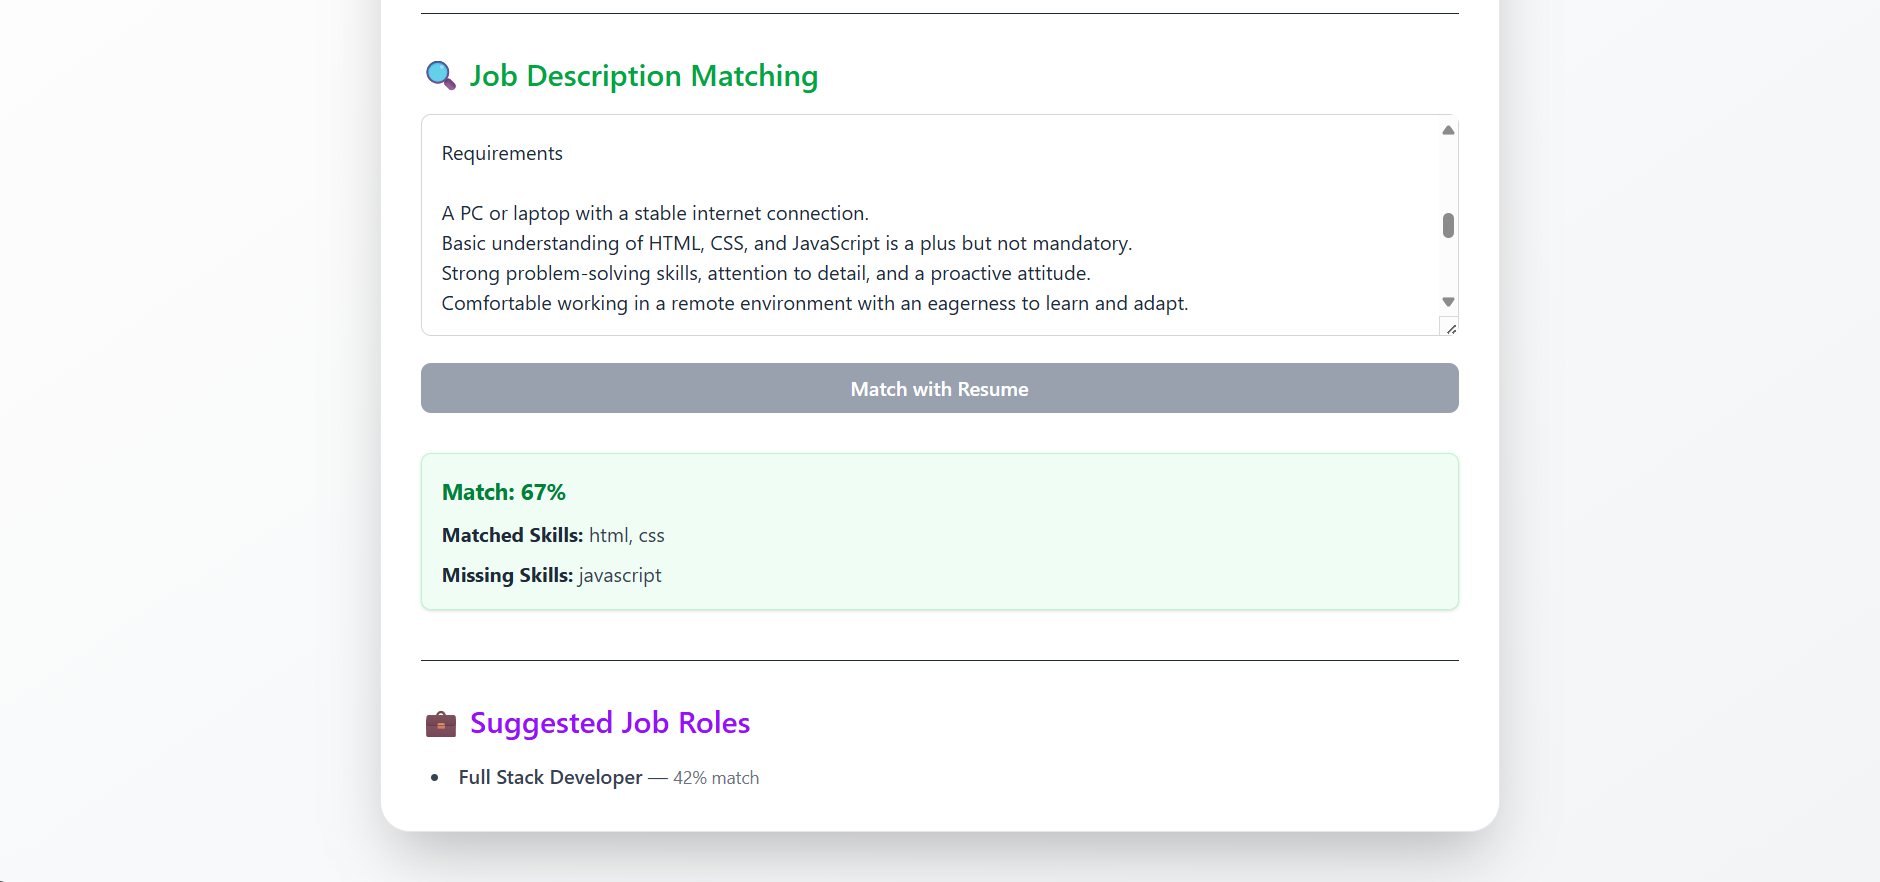 Job Description Matching
Requirements
A PC or laptop with a stable internet connection.
Basic understanding of HTML, CSS, and JavaScript is a plus but not mandatory.
Strong problem-solving skills, attention to detail, and a proactive attitude.
Comfortable working in a remote environment with an eagerness to learn and adapt.
Match with Resume
Match: 67%
Matched Skills: html, css
Missing Skills: javascript
Suggested Job Roles
• Full Stack Developer — 42% match